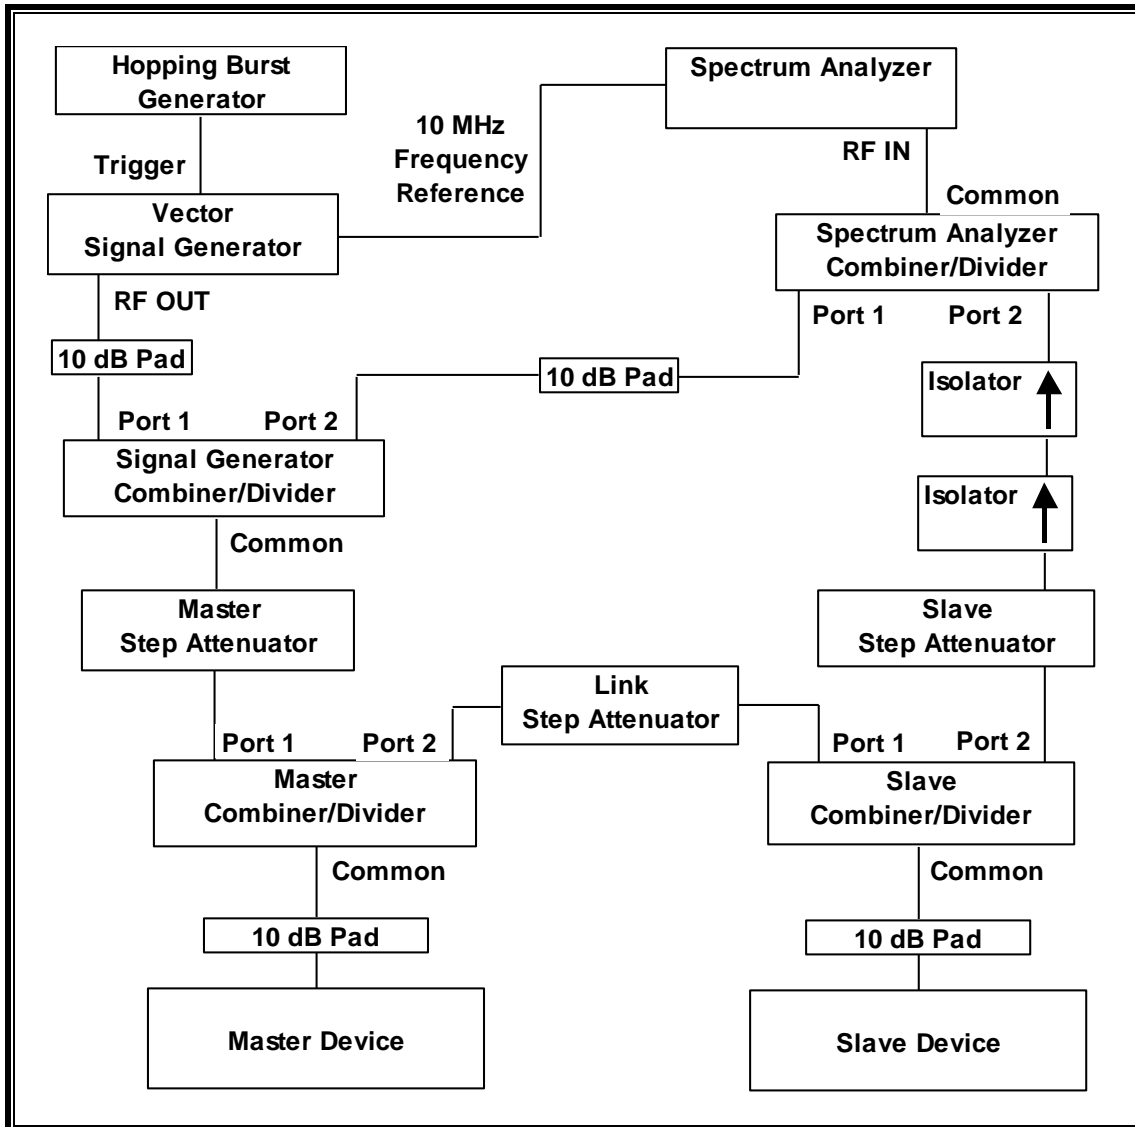 Hopping Burst
Generator
Spectrum Analyzer
10 MHz
Frequency
Reference
Trigger
RF IN
Vector
Signal Generator
Common
Spectrum Analyzer
Combiner/Divider
RF OUT
Port 1
Port 2
10 dB Pad
10 dB Pad
Isolator
Port 1
Port 2
Signal Generator
Combiner/Divider
Isolator
Common
Master
Step Attenuator
Slave
Step Attenuator
Link
Step Attenuator
Port 1
Port 2
Port 1
Port 2
Master
Combiner/Divider
Slave
Combiner/Divider
Common
Common
10 dB Pad
10 dB Pad
Master Device
Slave Device